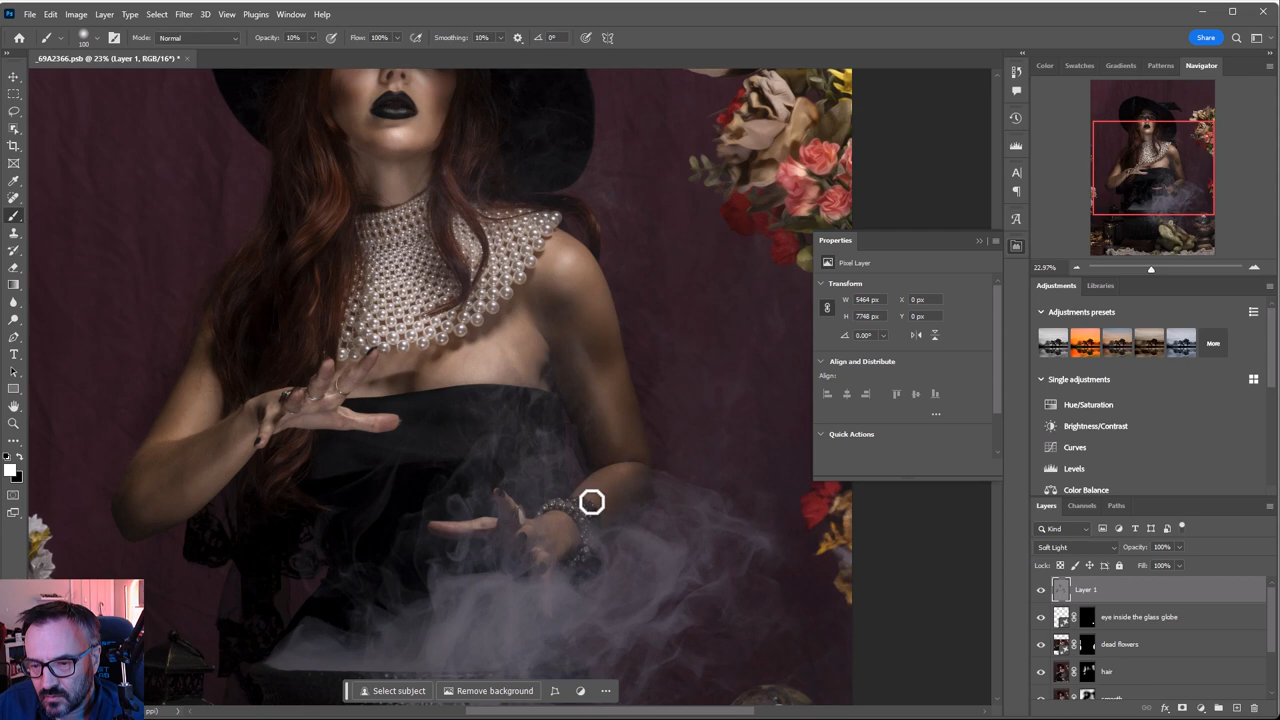 Ps File Edit Image Layer Type Select Filter 3D View Plugins Window Help
100 Mode: Normal Opacity: 10% Flow: 100% Smoothing: 10% 0° Share
_69A2366.psb @ 23% (Layer 1, RGB/16*) * ×
Color Swatches Gradients Patterns Navigator
Properties
Pixel Layer
22.97%
Transform
Adjustments Libraries
W 5464 px X 0 px
Adjustments presets
H 7748 px Y 0 px
0.00°
More
Align and Distribute
Align:
Single adjustments
Hue/Saturation
Brightness/Contrast
Quick Actions
Curves
Levels
Color Balance
Layers Channels Paths
Kind
Soft Light Opacity: 100%
Lock: Fill: 100%
Layer 1
eye inside the glass globe
dead flowers
hair
Select subject Remove background
ppi)